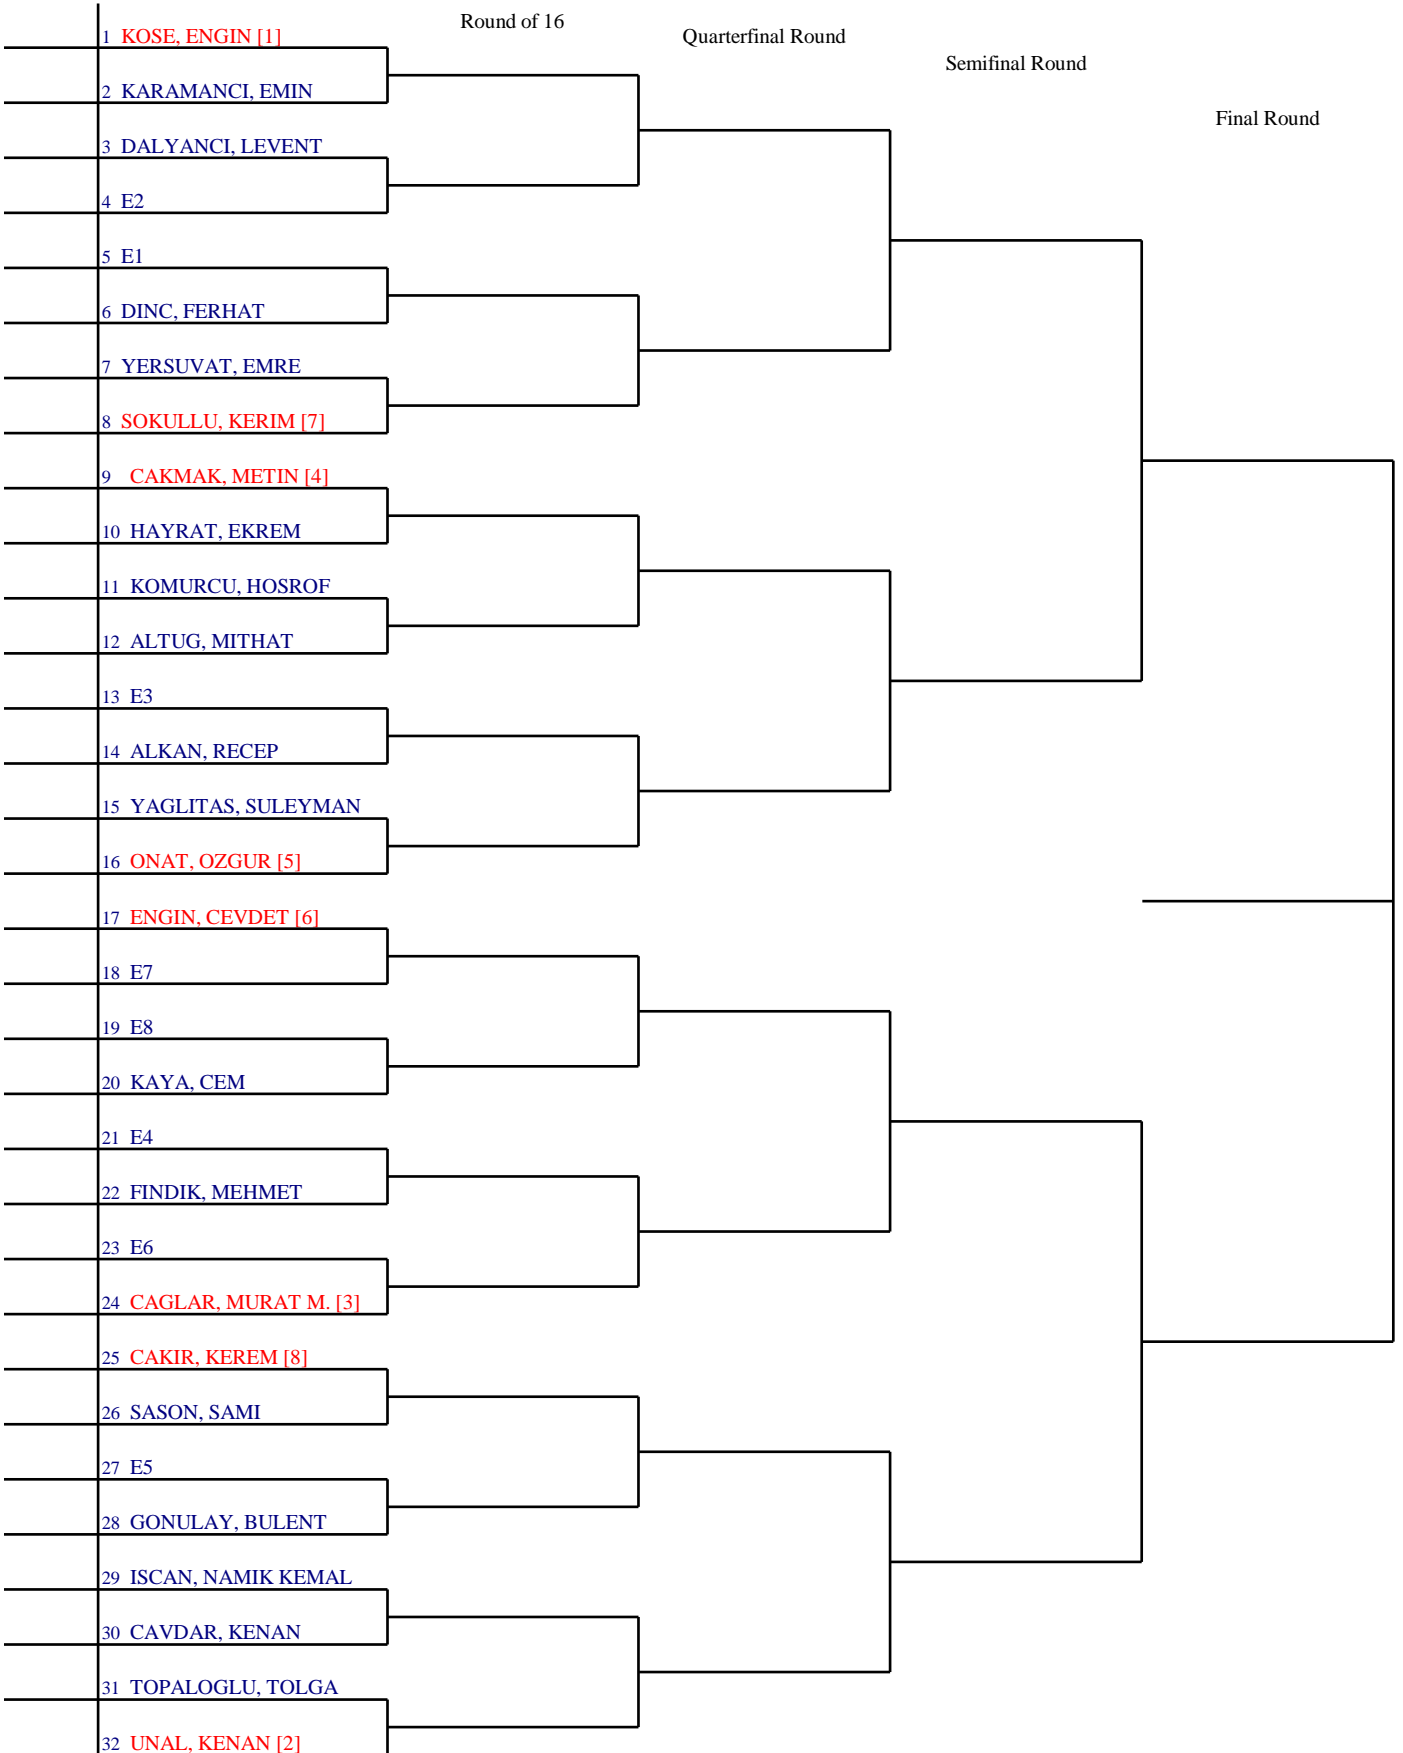 Round of 16
Quarterfinal Round
Semifinal Round
Final Round
1 KOSE, ENGIN [1]
2 KARAMANCI, EMIN
3 DALYANCI, LEVENT
4 E2
5 E1
6 DINC, FERHAT
7 YERSUVAT, EMRE
8 SOKULLU, KERIM [7]
9 CAKMAK, METIN [4]
10 HAYRAT, EKREM
11 KOMURCU, HOSROF
12 ALTUG, MITHAT
13 E3
14 ALKAN, RECEP
15 YAGLITAS, SULEYMAN
16 ONAT, OZGUR [5]
17 ENGIN, CEVDET [6]
18 E7
19 E8
20 KAYA, CEM
21 E4
22 FINDIK, MEHMET
23 E6
24 CAGLAR, MURAT M. [3]
25 CAKIR, KEREM [8]
26 SASON, SAMI
27 E5
28 GONULAY, BULENT
29 ISCAN, NAMIK KEMAL
30 CAVDAR, KENAN
31 TOPALOGLU, TOLGA
32 UNAL, KENAN [2]